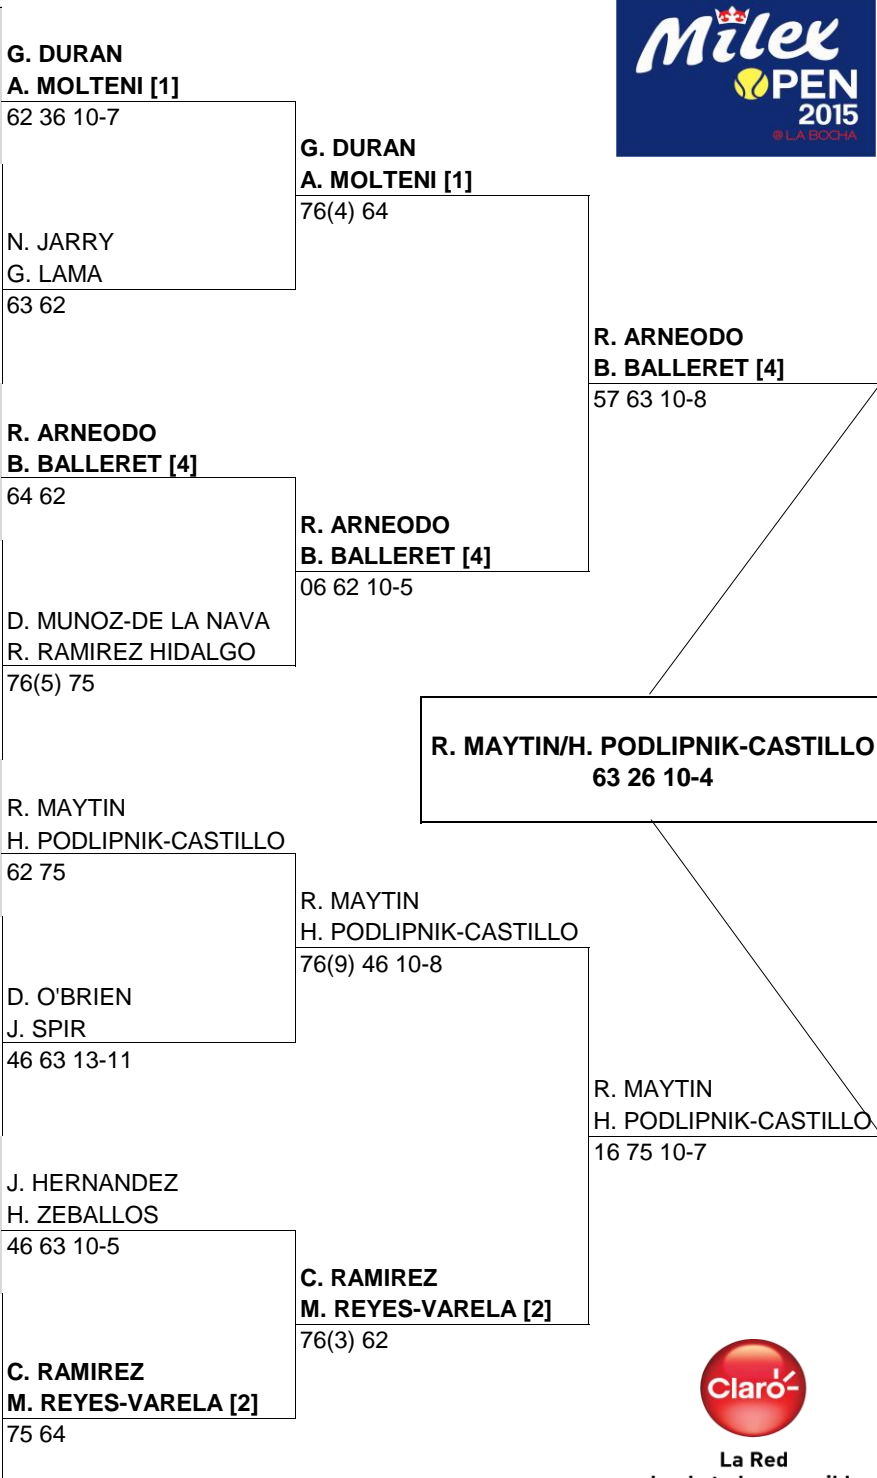 Milex
OPEN
2015
@ LA BOCHA
G. DURAN
A. MOLTENI [1]
62 36 10-7
G. DURAN
A. MOLTENI [1]
76(4) 64
N. JARRY
G. LAMA
63 62
R. ARNEODO
B. BALLERET [4]
57 63 10-8
R. ARNEODO
B. BALLERET [4]
64 62
R. ARNEODO
B. BALLERET [4]
06 62 10-5
D. MUNOZ-DE LA NAVA
R. RAMIREZ HIDALGO
76(5) 75
R. MAYTIN/H. PODLIPNIK-CASTILLO
63 26 10-4
R. MAYTIN
H. PODLIPNIK-CASTILLO
62 75
R. MAYTIN
H. PODLIPNIK-CASTILLO
76(9) 46 10-8
D. O'BRIEN
J. SPIR
46 63 13-11
R. MAYTIN
H. PODLIPNIK-CASTILLO
16 75 10-7
J. HERNANDEZ
H. ZEBALLOS
46 63 10-5
C. RAMIREZ
M. REYES-VARELA [2]
76(3) 62
C. RAMIREZ
M. REYES-VARELA [2]
75 64
Claro
La Red